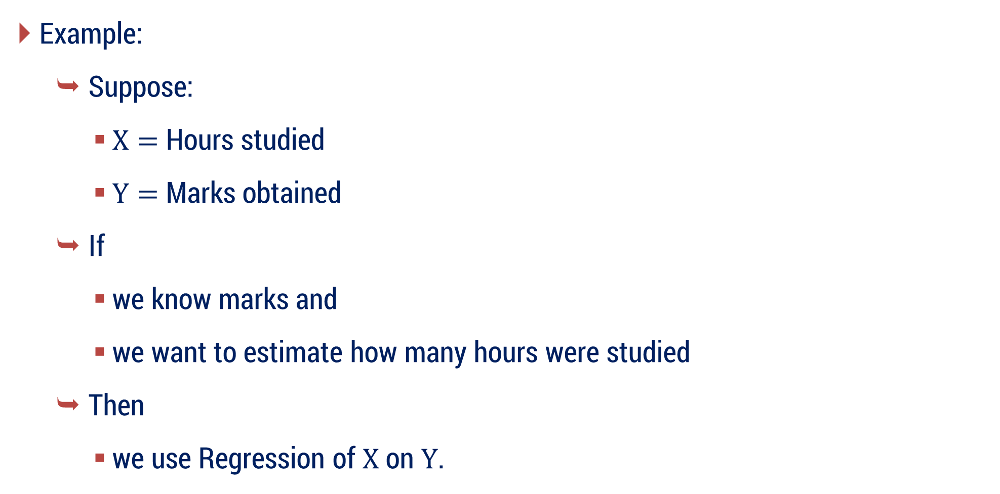 Example:
Suppose:
X = Hours studied
Y = Marks obtained
If
we know marks and
we want to estimate how many hours were studied
Then
we use Regression of X on Y.